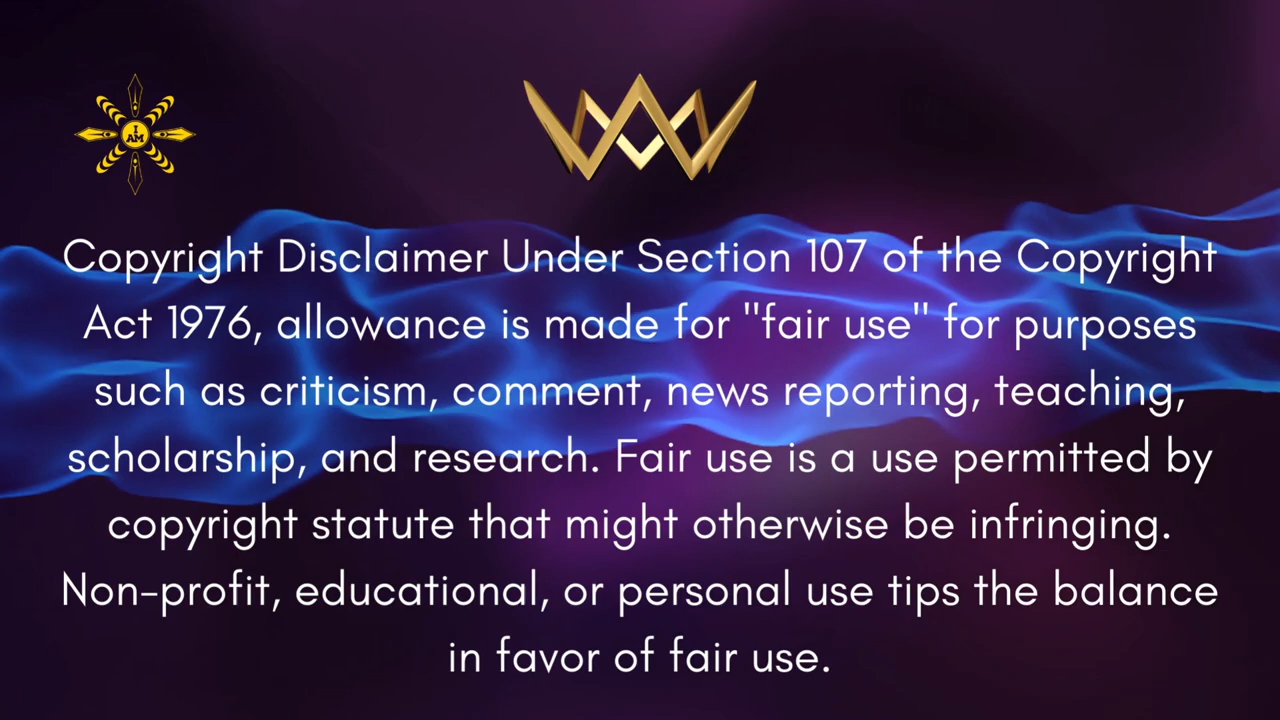 I
AM
Copyright Disclaimer Under Section 107 of the Copyright
Act 1976, allowance is made for "fair use" for purposes
such as criticism, comment, news reporting, teaching,
scholarship, and research. Fair use is a use permitted by
copyright statute that might otherwise be infringing.
Non-profit, educational, or personal use tips the balance
in favor of fair use.